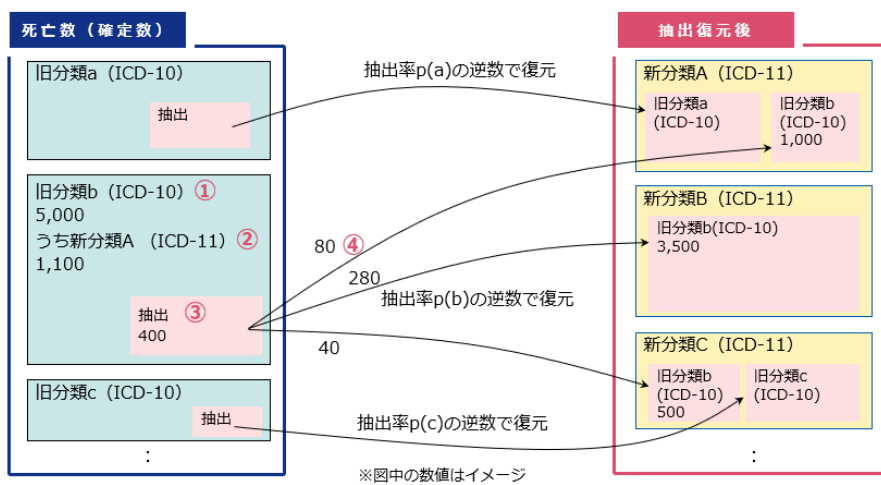 死亡数（確定数）
旧分類a（ICD-10）
抽出
旧分類b（ICD-10）①
5,000
うち新分類A （ICD-11）②
1,100
抽出 ③
400
旧分類c（ICD-10）
抽出
：
抽出率p(a)の逆数で復元
80 ④
280
抽出率p(b)の逆数で復元
40
抽出率p(c)の逆数で復元
※図中の数値はイメージ
抽出復元後
新分類A（ICD-11）
旧分類a
(ICD-10)
旧分類b
(ICD-10)
1,000
新分類B（ICD-11）
旧分類b(ICD-10)
3,500
新分類C（ICD-11）
旧分類b
(ICD-10)
500
旧分類c
(ICD-10)
：